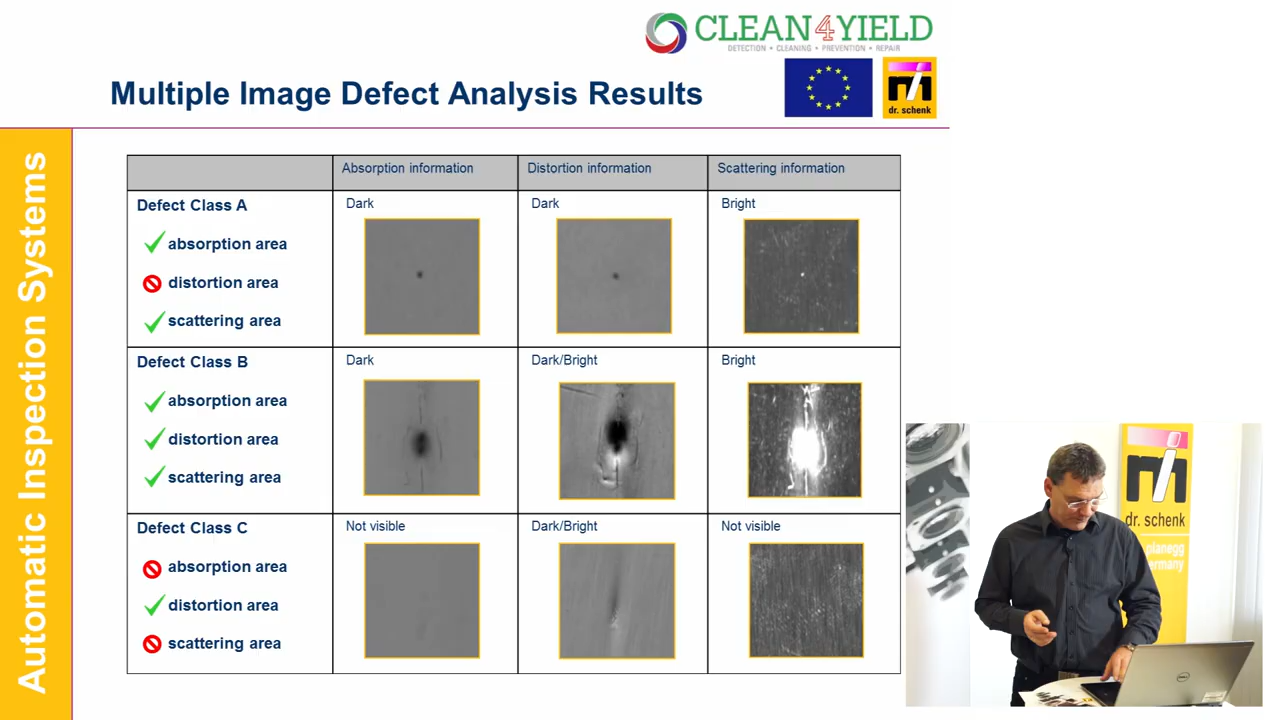 CLEAN4YIELD
DETECTION • CLEANING • PREVENTION • REPAIR
Multiple Image Defect Analysis Results
dr. schenk
Automatic Inspection Systems
Absorption information
Distortion information
Scattering information
Defect Class A
absorption area
distortion area
scattering area
Dark
Dark
Bright
Defect Class B
absorption area
distortion area
scattering area
Dark
Dark/Bright
Bright
Defect Class C
absorption area
distortion area
scattering area
Not visible
Dark/Bright
Not visible
dr. schenk
planegg
ermany
DELL